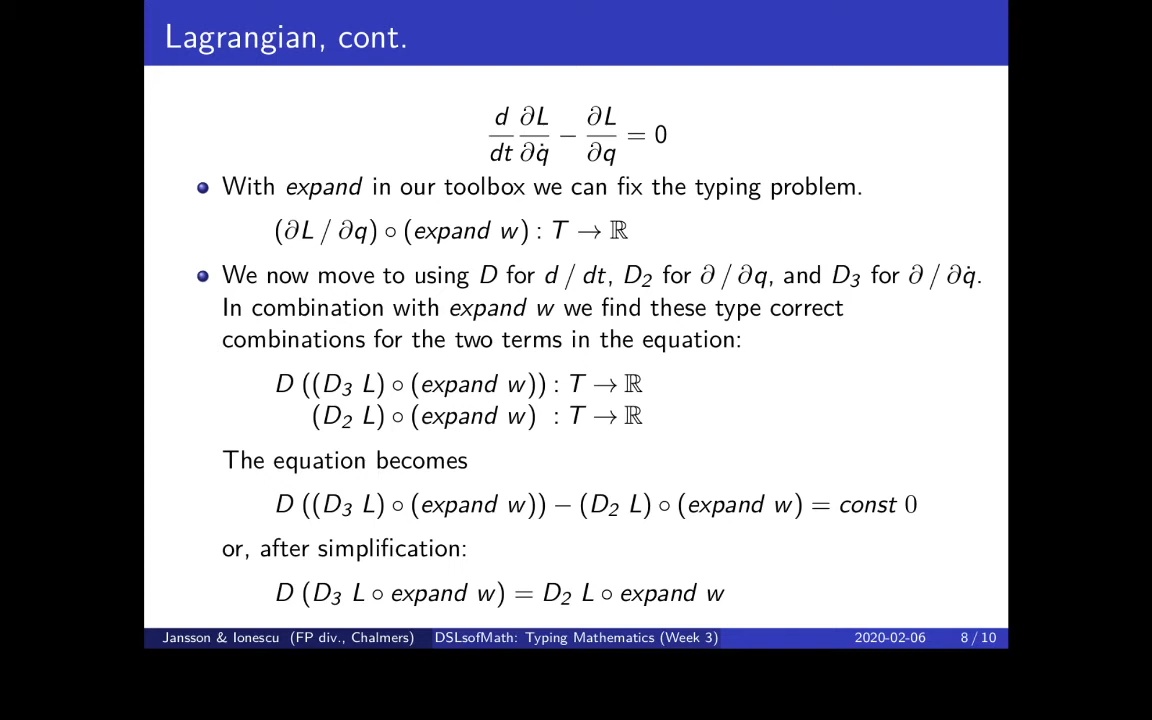 Lagrangian, cont.
d/dt ∂L/∂q̇ − ∂L/∂q = 0
With expand in our toolbox we can fix the typing problem.
(∂L / ∂q) ∘ (expand w) : T → ℝ
We now move to using D for d / dt, D₂ for ∂ / ∂q, and D₃ for ∂ / ∂q̇.
In combination with expand w we find these type correct
combinations for the two terms in the equation:
D ((D₃ L) ∘ (expand w)) : T → ℝ
(D₂ L) ∘ (expand w) : T → ℝ
The equation becomes
D ((D₃ L) ∘ (expand w)) − (D₂ L) ∘ (expand w) = const 0
or, after simplification:
D (D₃ L ∘ expand w) = D₂ L ∘ expand w
Jansson & Ionescu (FP div., Chalmers) DSLsofMath: Typing Mathematics (Week 3) 2020-02-06 8 / 10